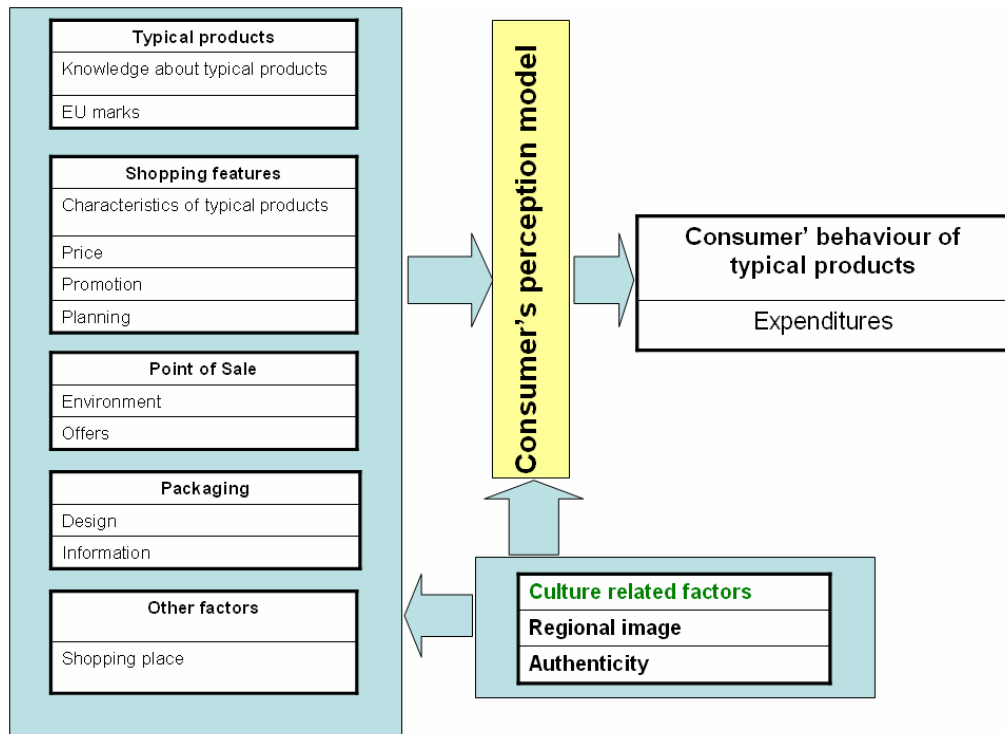 Typical products
Knowledge about typical products
EU marks
Shopping features
Characteristics of typical products
Price
Promotion
Planning
Point of Sale
Environment
Offers
Packaging
Design
Information
Other factors
Shopping place
Consumer's perception model
Consumer' behaviour of
typical products
Expenditures
Culture related factors
Regional image
Authenticity